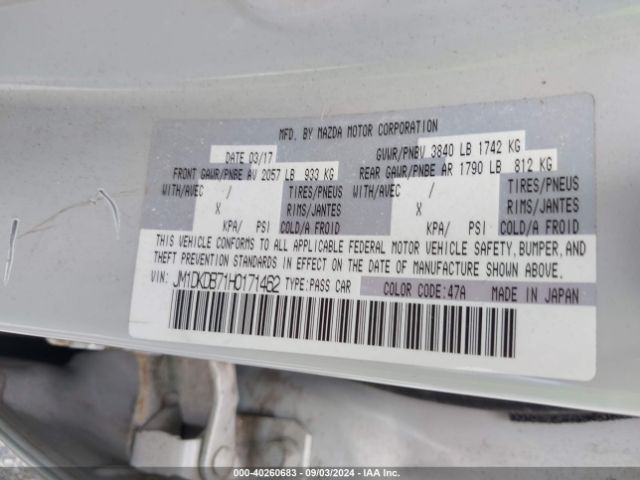 MFD. BY MAZDA MOTOR CORPORATION
DATE 03/17 GVWR/PNBV 3840 LB 1742 KG
FRONT GAWR/PNBE AV 2057 LB 933 KG REAR GAWR/PNBE AR 1790 LB 812 KG
WITH/AVEC / TIRES/PNEUS WITH/AVEC / TIRES/PNEUS
X RIMS/JANTES X RIMS/JANTES
KPA/ PSI COLD/A FROID KPA/ PSI COLD/A FROID
THIS VEHICLE CONFORMS TO ALL APPLICABLE FEDERAL MOTOR VEHICLE SAFETY, BUMPER, AND
THEFT PREVENTION STANDARDS IN EFFECT ON THE DATE OF MANUFACTURE SHOWN ABOVE.
VIN: JM1DKDB71H0171452 TYPE:PASS CAR COLOR CODE:47A MADE IN JAPAN
000-40260683 - 09/03/2024 - IAA Inc.